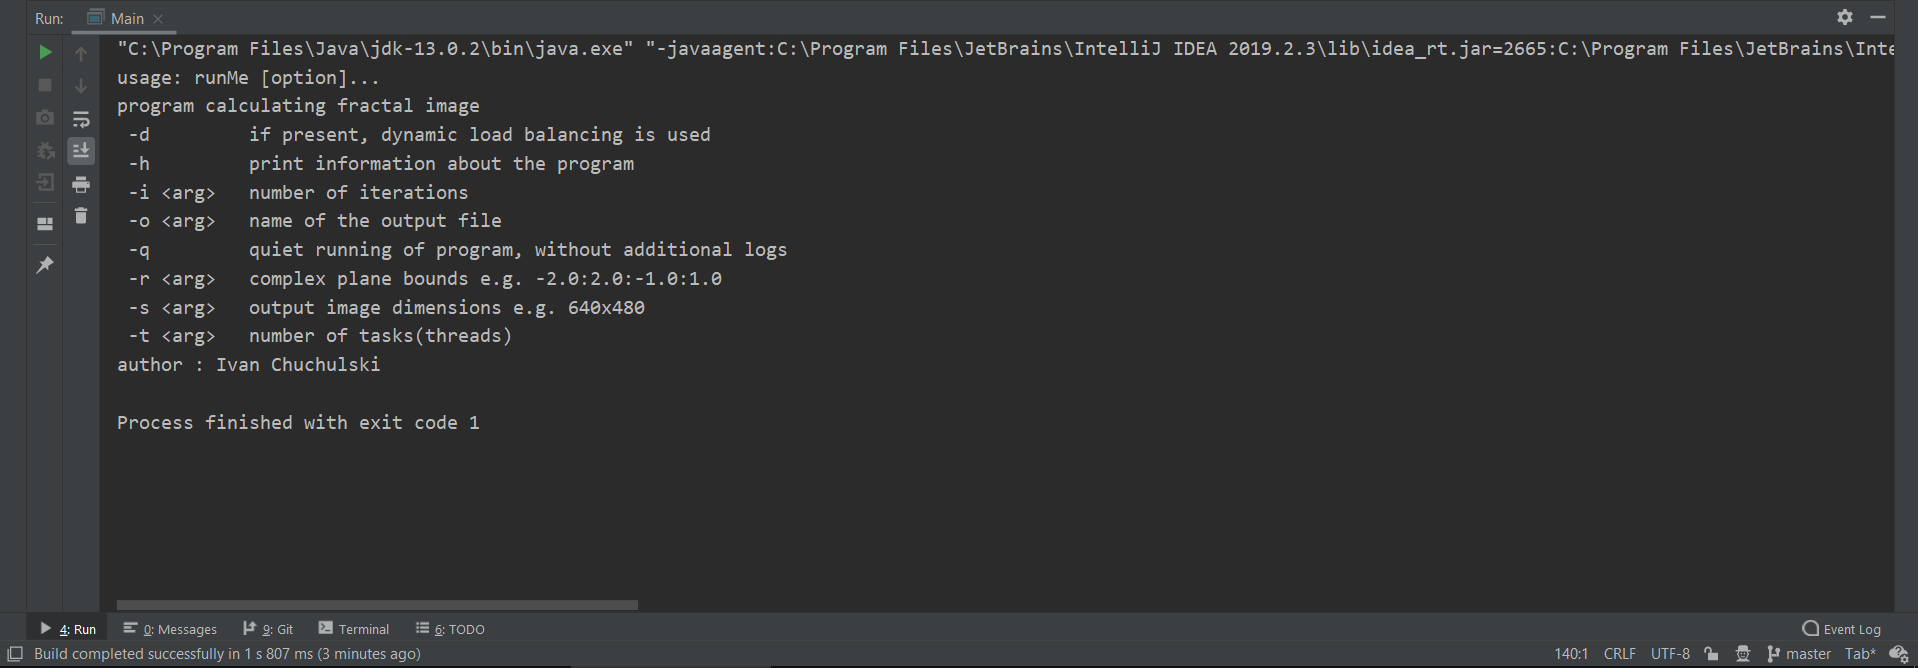 Run: Main
"C:\Program Files\Java\jdk-13.0.2\bin\java.exe" "-javaagent:C:\Program Files\JetBrains\IntelliJ IDEA 2019.2.3\lib\idea_rt.jar=2665:C:\Program Files\JetBrains\Inte
usage: runMe [option]...
program calculating fractal image
-d if present, dynamic load balancing is used
-h print information about the program
-i <arg> number of iterations
-o <arg> name of the output file
-q quiet running of program, without additional logs
-r <arg> complex plane bounds e.g. -2.0:2.0:-1.0:1.0
-s <arg> output image dimensions e.g. 640x480
-t <arg> number of tasks(threads)
author : Ivan Chuchulski
Process finished with exit code 1
4: Run 0: Messages 9: Git Terminal 6: TODO Event Log
Build completed successfully in 1 s 807 ms (3 minutes ago) 140:1 CRLF UTF-8 master Tab*